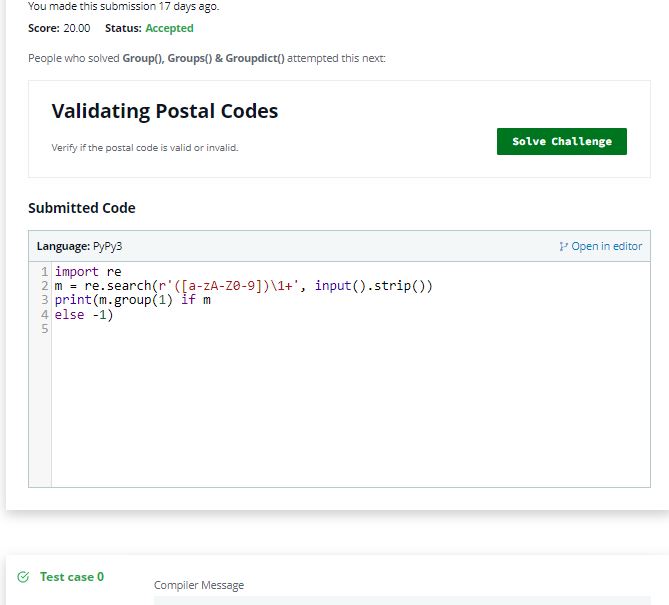 You made this submission 17 days ago.
Score: 20.00 Status: Accepted
People who solved Group(), Groups() & Groupdict() attempted this next:
Validating Postal Codes
Verify if the postal code is valid or invalid.
Solve Challenge
Submitted Code
Language: PyPy3
Open in editor
1 import re
2 m = re.search(r'([a-zA-Z0-9])\1+', input().strip())
3 print(m.group(1) if m
4 else -1)
5
Test case 0
Compiler Message